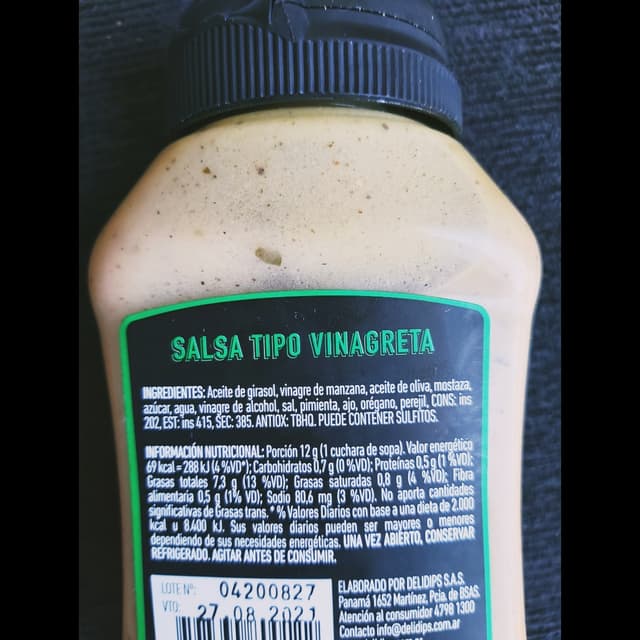 SALSA TIPO VINAGRETA
INGREDIENTES: Aceite de girasol, vinagre de manzana, aceite de oliva, mostaza,
azúcar, agua, vinagre de alcohol, sal, pimienta, ajo, orégano, perejil, CONS: ins
202, EST: ins 415, SEC: 385. ANTIOX: TBHQ. PUEDE CONTENER SULFITOS.
INFORMACIÓN NUTRICIONAL: Porción 12 g (1 cuchara de sopa). Valor energético
69 kcal = 288 kJ (4 %VD*); Carbohidratos 0,7 g (0 %VD); Proteínas 0,5 g (1 %VD);
Grasas totales 7,3 g (13 %VD); Grasas saturadas 0,8 g (4 %VD); Fibra
alimentaria 0,5 g (1% VD); Sodio 80,6 mg (3 %VD). No aporta cantidades
significativas de Grasas trans. * % Valores Diarios con base a una dieta de 2.000
kcal u 8.400 kJ. Sus valores diarios pueden ser mayores o menores
dependiendo de sus necesidades energéticas. UNA VEZ ABIERTO, CONSERVAR
REFRIGERADO. AGITAR ANTES DE CONSUMIR.
LOTE Nº: 04200827
VTO: 27.08.2021
ELABORADO POR DELIDIPS S.A.S.
Panamá 1652 Martínez, Pcia. de BSAS.
Atención al consumidor 4798 1300
Contacto info@delidips.com